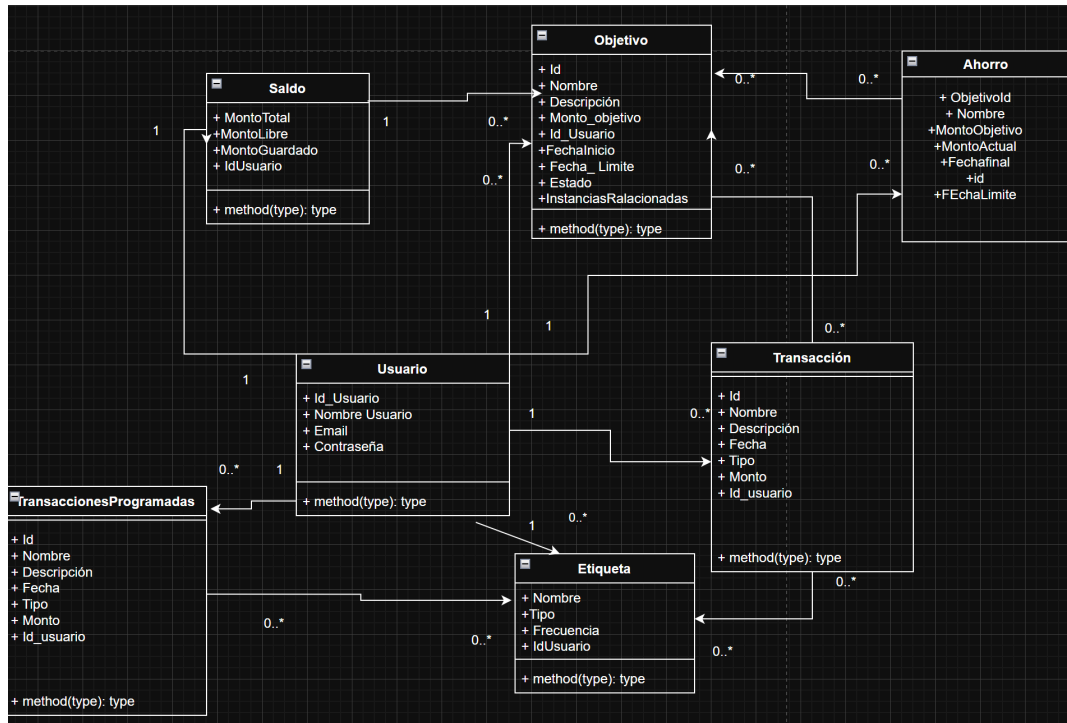 Objetivo
+ Id
+ Nombre
+ Descripción
+ Monto_objetivo
+ Id_Usuario
+FechaInicio
+ Fecha_ Limite
+ Estado
+InstanciasRalacionadas
+ method(type): type
Saldo
+ MontoTotal
+MontoLibre
+MontoGuardado
+ IdUsuario
+ method(type): type
Ahorro
+ ObjetivoId
+ Nombre
+MontoObjetivo
+MontoActual
+Fechafinal
+id
+FEchaLimite
1
1
0..*
0..*
0..*
0..*
0..*
0..*
1
1
0..*
1
Usuario
+ Id_Usuario
+ Nombre Usuario
+ Email
+ Contraseña
+ method(type): type
Transacción
+ Id
+ Nombre
+ Descripción
+ Fecha
+ Tipo
+ Monto
+ Id_usuario
+ method(type): type
1
0..*
0..*
1
1
0..*
TransaccionesProgramadas
+ Id
+ Nombre
+ Descripción
+ Fecha
+ Tipo
+ Monto
+ Id_usuario
+ method(type): type
Etiqueta
+ Nombre
+Tipo
+ Frecuencia
+ IdUsuario
+ method(type): type
0..*
0..*
0..*
0..*